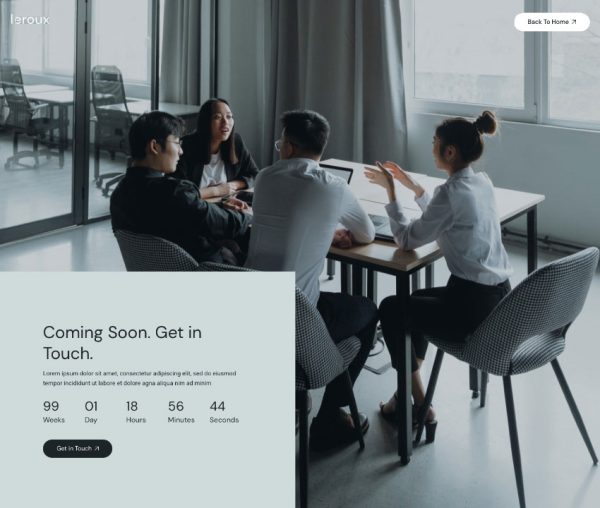 leroux
Back To Home
Coming Soon. Get in
Touch.
Lorem ipsum dolor sit amet, consectetur adipiscing elit, sed do eiusmod
tempor incididunt ut labore et dolore agna aliqua nim ad minim
99 01 18 56 44
Weeks Day Hours Minutes Seconds
Get in Touch